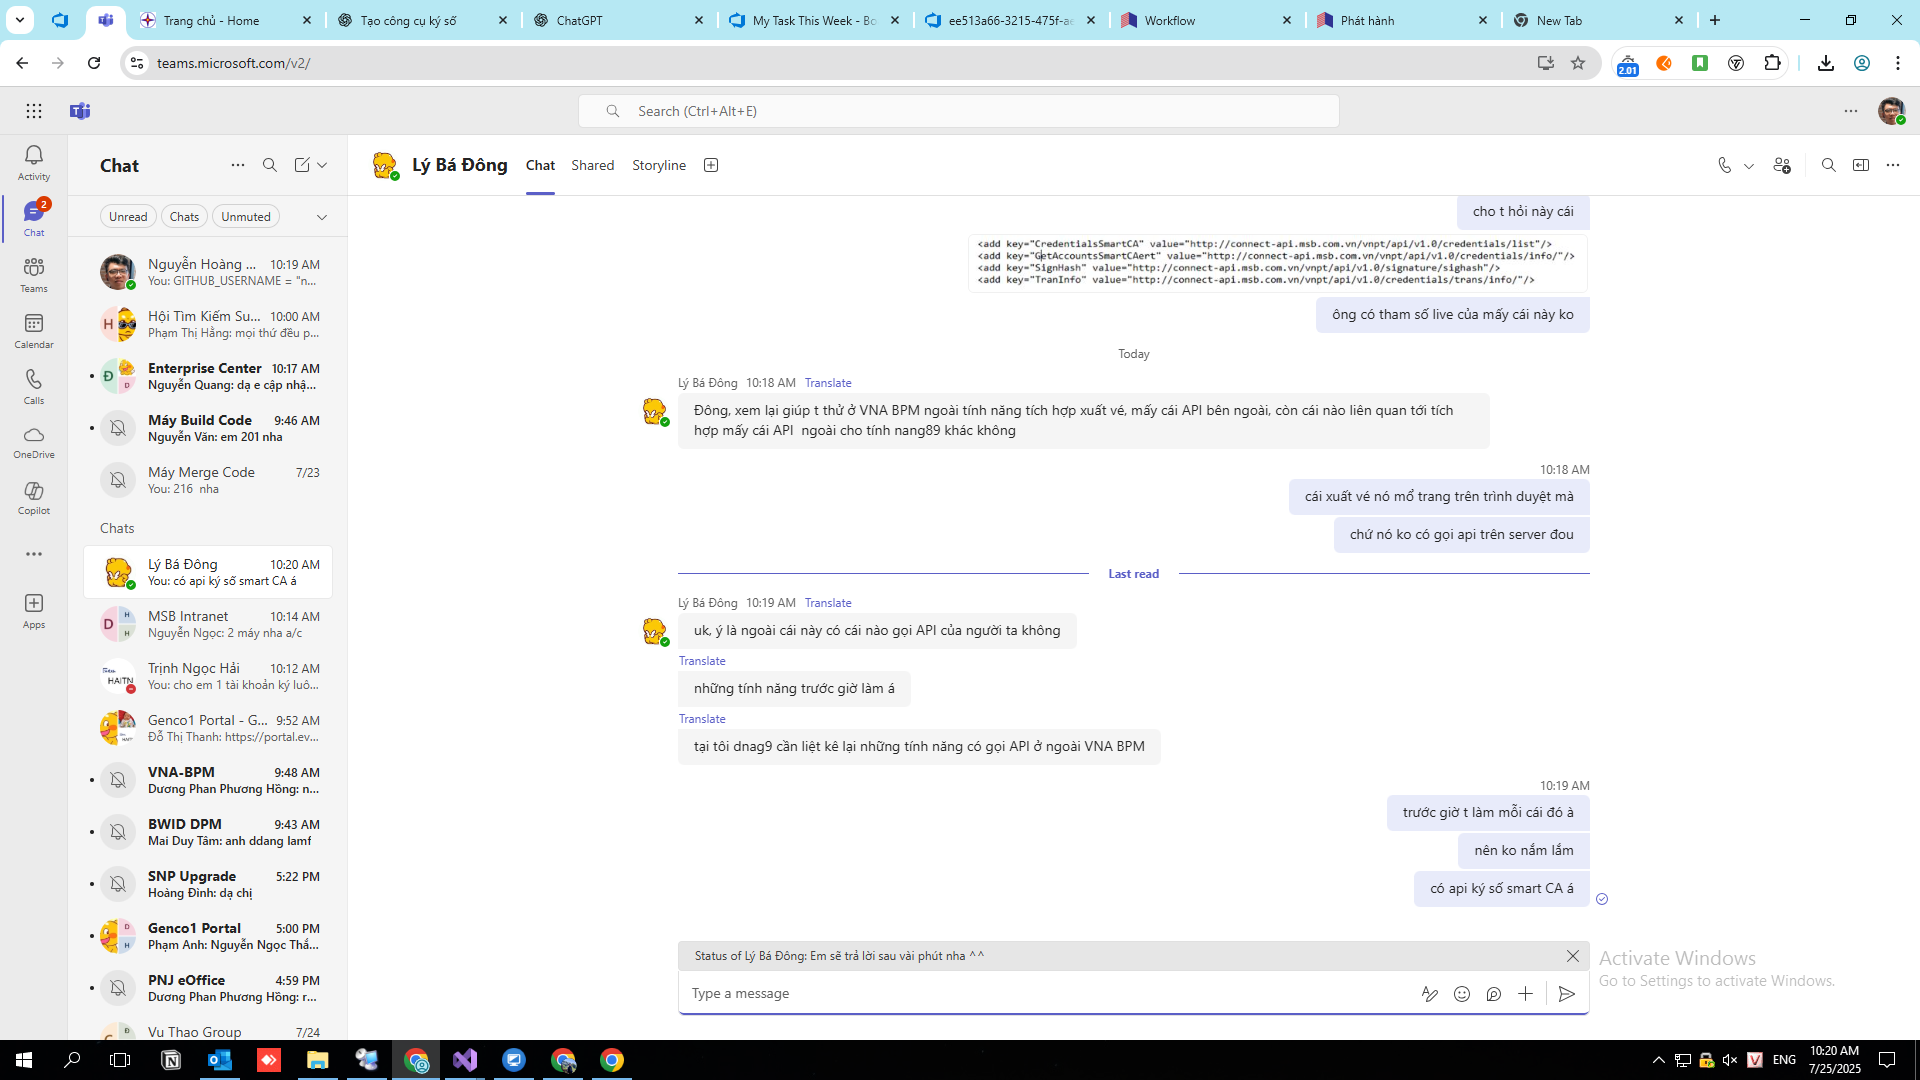 Trang chủ - Home
Tạo công cụ ký số
ChatGPT
My Task This Week - Bo
ee513a66-3215-475f-ae
Workflow
Phát hành
New Tab
teams.microsoft.com/v2/
2.01
Search (Ctrl+Alt+E)
Activity
2
Chat
Teams
Calendar
Calls
OneDrive
Copilot
Apps
Chat
Unread
Chats
Unmuted
Nguyễn Hoàng ... 10:19 AM
You: GITHUB_USERNAME = "n...
H
Hội Tìm Kiếm Su... 10:00 AM
Phạm Thị Hằng: mọi thứ đều p...
Đ
D
Enterprise Center 10:17 AM
Nguyễn Quang: dạ e cập nhậ...
Máy Build Code 9:46 AM
Nguyễn Văn: em 201 nha
Máy Merge Code 7/23
You: 216 nha
Chats
Lý Bá Đông 10:20 AM
You: có api ký số smart CA á
D
H
H
MSB Intranet 10:14 AM
Nguyễn Ngọc: 2 máy nha a/c
HAITN
Trịnh Ngọc Hải 10:12 AM
You: cho em 1 tài khoản ký luô...
Genco1 Portal - G... 9:52 AM
Đỗ Thị Thanh: https://portal.ev...
VNA-BPM 9:48 AM
Dương Phan Phương Hồng: n...
BWID DPM 9:43 AM
Mai Duy Tâm: anh ddang lamf
SNP Upgrade 5:22 PM
Hoàng Đình: dạ chị
D
H
Genco1 Portal 5:00 PM
Phạm Anh: Nguyễn Ngọc Thắ...
PNJ eOffice 4:59 PM
Dương Phan Phương Hồng: r...
Vu Thao Group 7/24
Lý Bá Đông
Chat
Shared
Storyline
cho t hỏi này cái
<add key="CredentialsSmartCA" value="http://connect-api.msb.com.vn/vnpt/api/v1.0/credentials/list"/>
<add key="GetAccountsSmartCAert" value="http://connect-api.msb.com.vn/vnpt/api/v1.0/credentials/info/"/>
<add key="SignHash" value="http://connect-api.msb.com.vn/vnpt/api/v1.0/signature/sighash"/>
<add key="TranInfo" value="http://connect-api.msb.com.vn/vnpt/api/v1.0/credentials/trans/info/"/>
ông có tham số live của mấy cái này ko
Today
Lý Bá Đông 10:18 AM Translate
Đông, xem lại giúp t thử ở VNA BPM ngoài tính năng tích hợp xuất vé, mấy cái API bên ngoài, còn cái nào liên quan tới tích
hợp mấy cái API ngoài cho tính nang89 khác không
10:18 AM
cái xuất vé nó mở trang trên trình duyệt mà
chứ nó ko có gọi api trên server đou
Last read
Lý Bá Đông 10:19 AM Translate
uk, ý là ngoài cái này có cái nào gọi API của người ta không
Translate
những tính năng trước giờ làm á
Translate
tại tôi dnag9 cần liệt kê lại những tính năng có gọi API ở ngoài VNA BPM
10:19 AM
trước giờ t làm mỗi cái đó à
nên ko nắm lắm
có api ký số smart CA á
Status of Lý Bá Đông: Em sẽ trả lời sau vài phút nha ^^
Type a message
Activate Windows
Go to Settings to activate Windows.
V
ENG
10:20 AM
7/25/2025